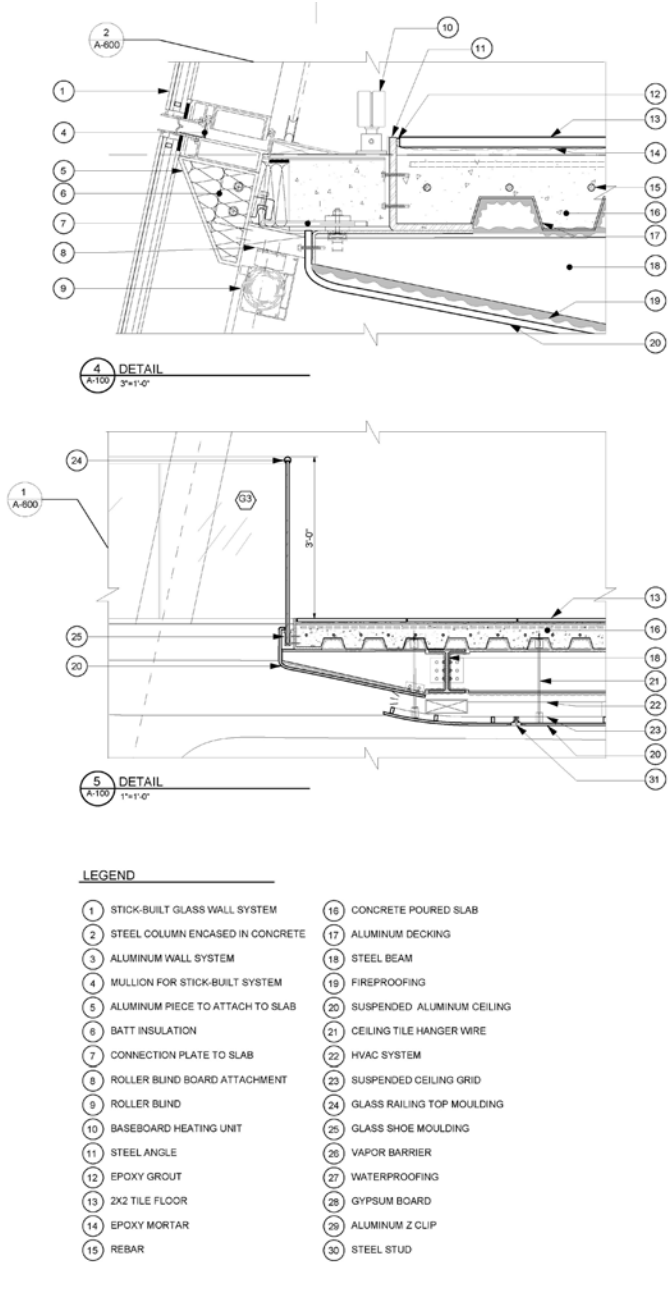 2
A-600
10
11
1
12
13
4
14
5
15
6
16
7
17
8
18
9
19
20
4
A-100
DETAIL
3"=1'-0"
24
1
A-600
G3
3'-0"
13
25
16
20
18
21
22
23
20
31
5
A-100
DETAIL
1"=1'-0"
LEGEND
1 STICK-BUILT GLASS WALL SYSTEM
2 STEEL COLUMN ENCASED IN CONCRETE
3 ALUMINUM WALL SYSTEM
4 MULLION FOR STICK-BUILT SYSTEM
5 ALUMINUM PIECE TO ATTACH TO SLAB
6 BATT INSULATION
7 CONNECTION PLATE TO SLAB
8 ROLLER BLIND BOARD ATTACHMENT
9 ROLLER BLIND
10 BASEBOARD HEATING UNIT
11 STEEL ANGLE
12 EPOXY GROUT
13 2X2 TILE FLOOR
14 EPOXY MORTAR
15 REBAR
16 CONCRETE POURED SLAB
17 ALUMINUM DECKING
18 STEEL BEAM
19 FIREPROOFING
20 SUSPENDED ALUMINUM CEILING
21 CEILING TILE HANGER WIRE
22 HVAC SYSTEM
23 SUSPENDED CEILING GRID
24 GLASS RAILING TOP MOULDING
25 GLASS SHOE MOULDING
26 VAPOR BARRIER
27 WATERPROOFING
28 GYPSUM BOARD
29 ALUMINUM Z CLIP
30 STEEL STUD